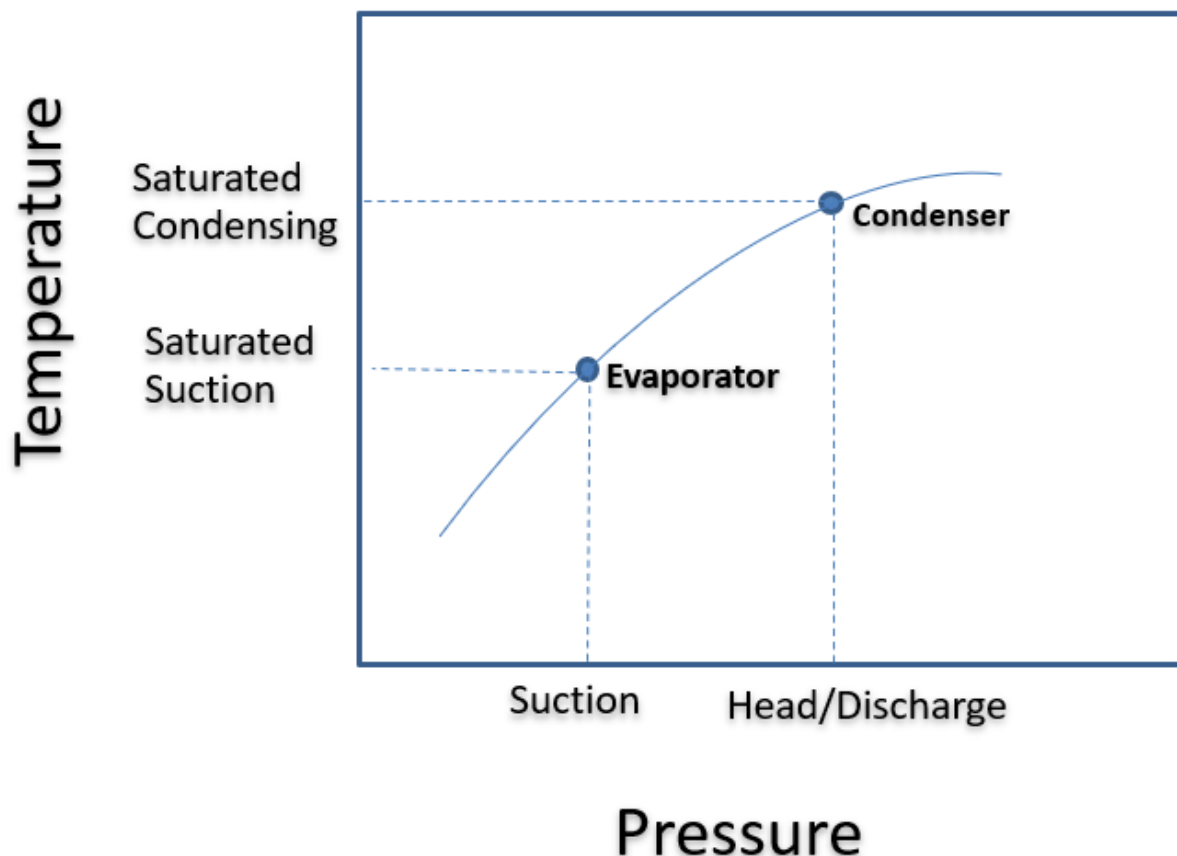 Temperature
Saturated
Condensing
Condenser
Saturated
Suction
Evaporator
Suction
Head/Discharge
Pressure